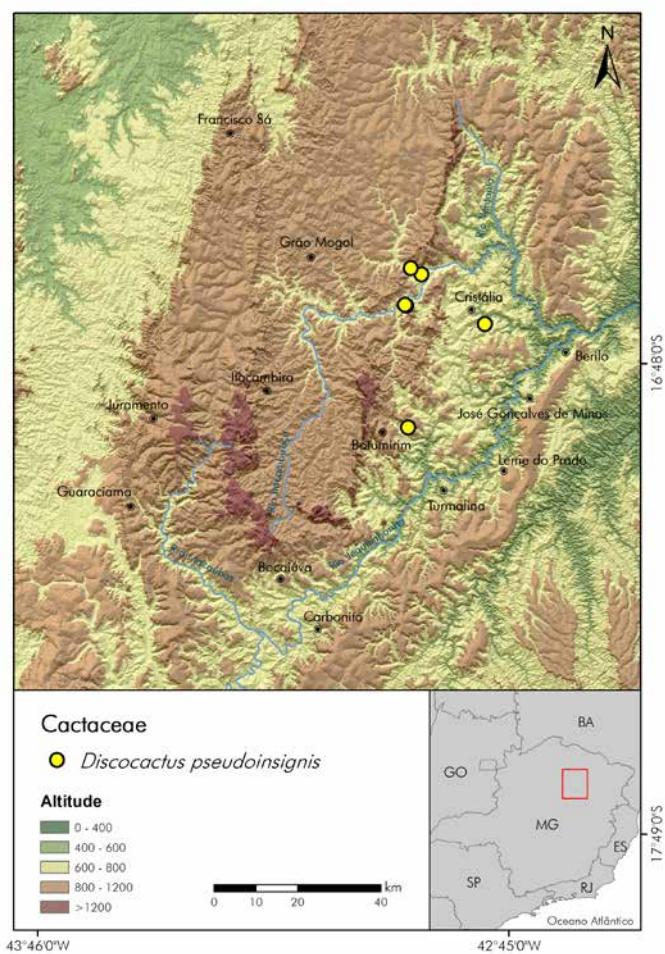 N
Francisco Sá
Grão Mogol
Cristália
Berilo
Itacambira
Juramento
José Gonçalves de Minas
Botumirim
Leme do Prado
Guaraciama
Turmalina
Bocaiúva
Carbonita
16°48'0"S
Cactaceae
Discocactus pseudoinsignis
Altitude
0 - 400
400 - 600
600 - 800
800 - 1200
>1200
0 10 20 40 km
BA
GO
MG
ES
SP
RJ
Oceano Atlântico
17°49'0"S
43°46'0"W
42°45'0"W